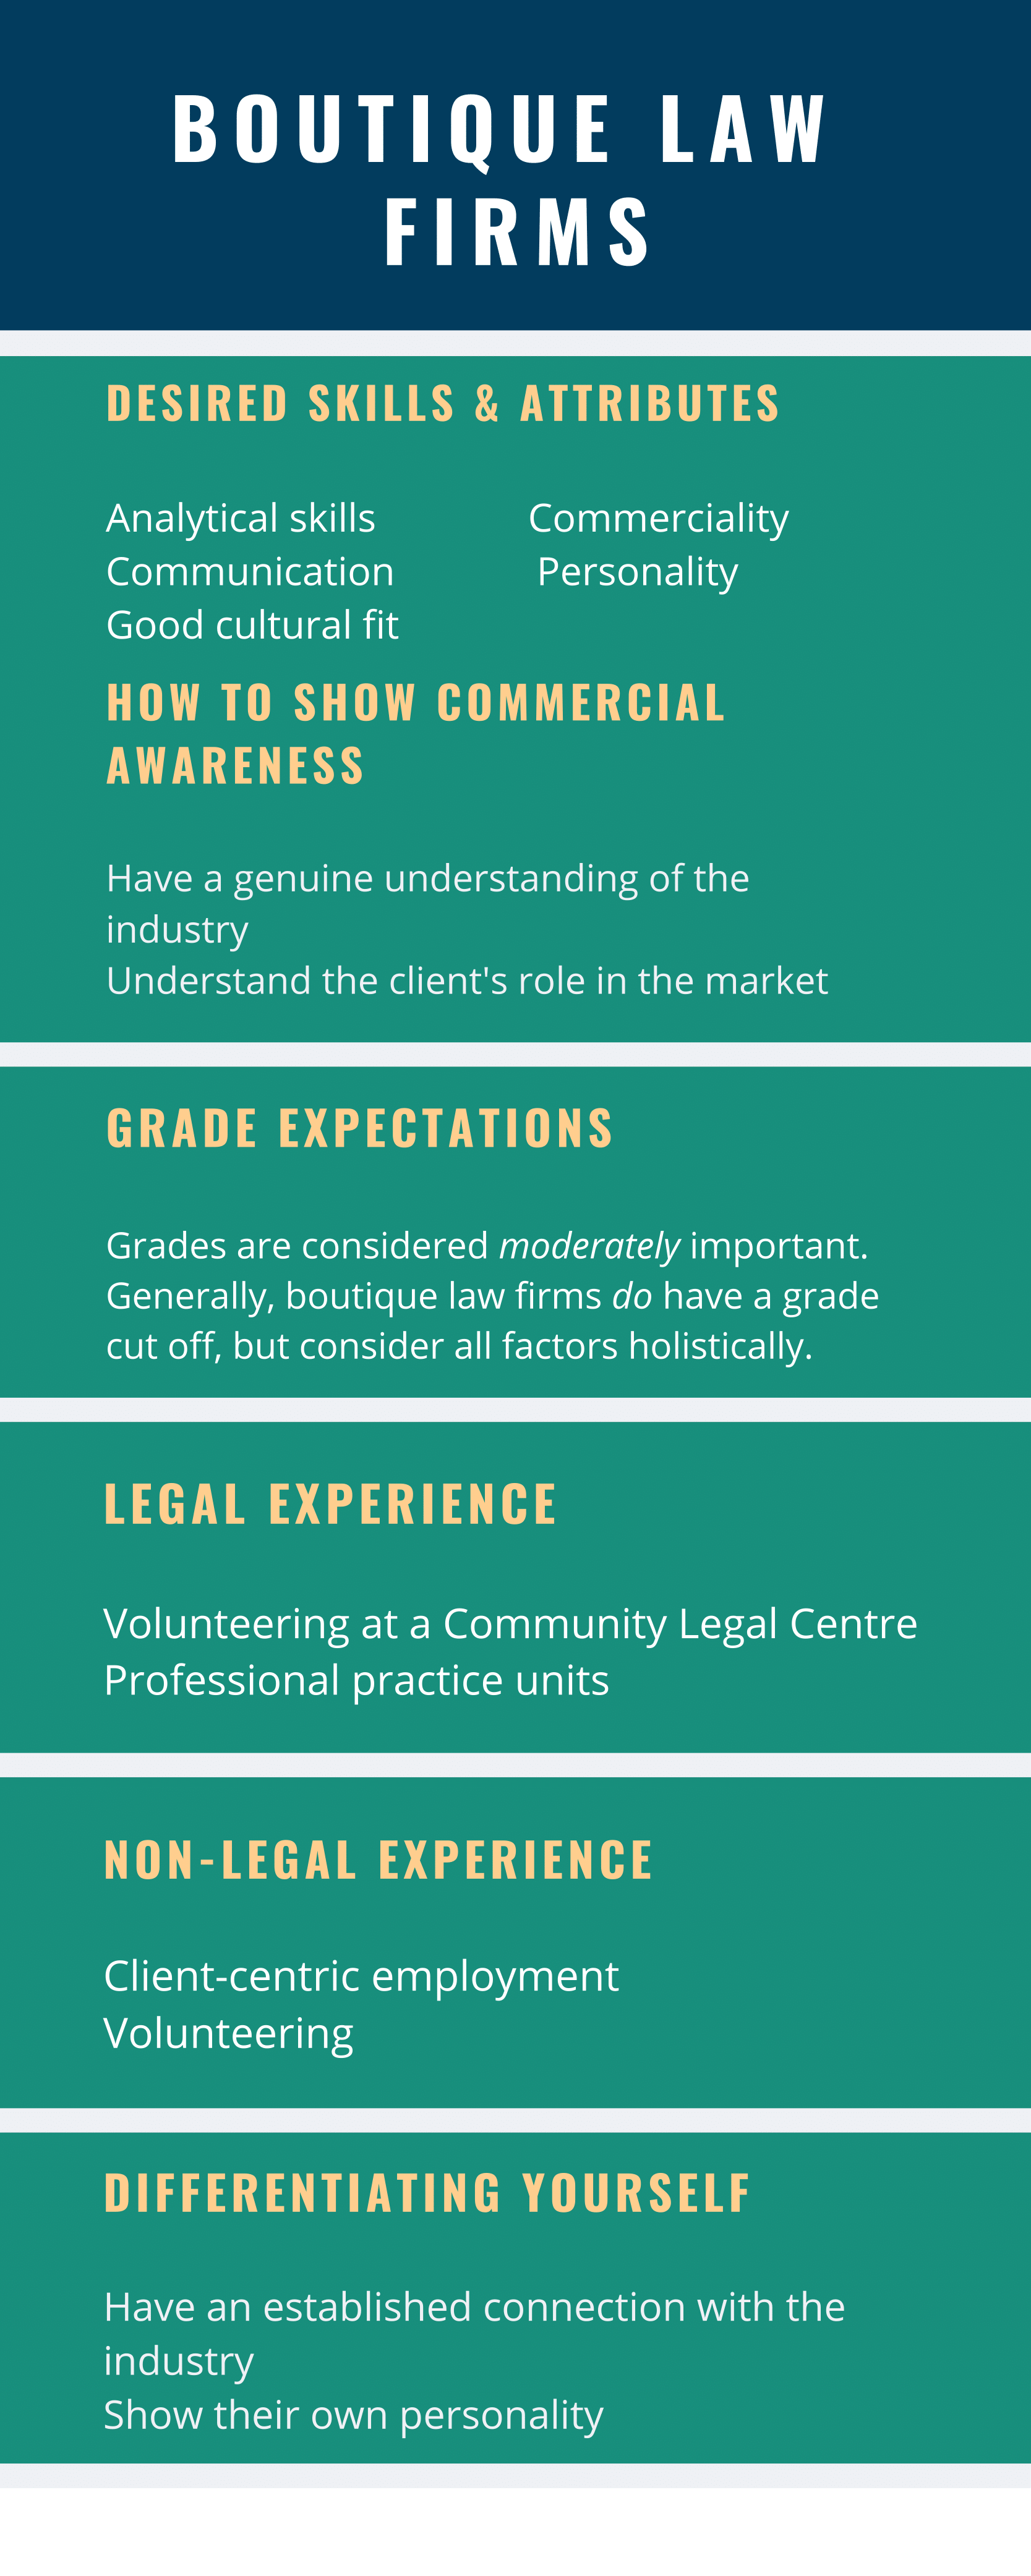 BOUTIQUE LAW
FIRMS
DESIRED SKILLS & ATTRIBUTES
Analytical skills
Communication
Good cultural fit
Commerciality
Personality
HOW TO SHOW COMMERCIAL
AWARENESS
Have a genuine understanding of the
industry
Understand the client's role in the market
GRADE EXPECTATIONS
Grades are considered moderately important.
Generally, boutique law firms do have a grade
cut off, but consider all factors holistically.
LEGAL EXPERIENCE
Volunteering at a Community Legal Centre
Professional practice units
NON-LEGAL EXPERIENCE
Client-centric employment
Volunteering
DIFFERENTIATING YOURSELF
Have an established connection with the
industry
Show their own personality